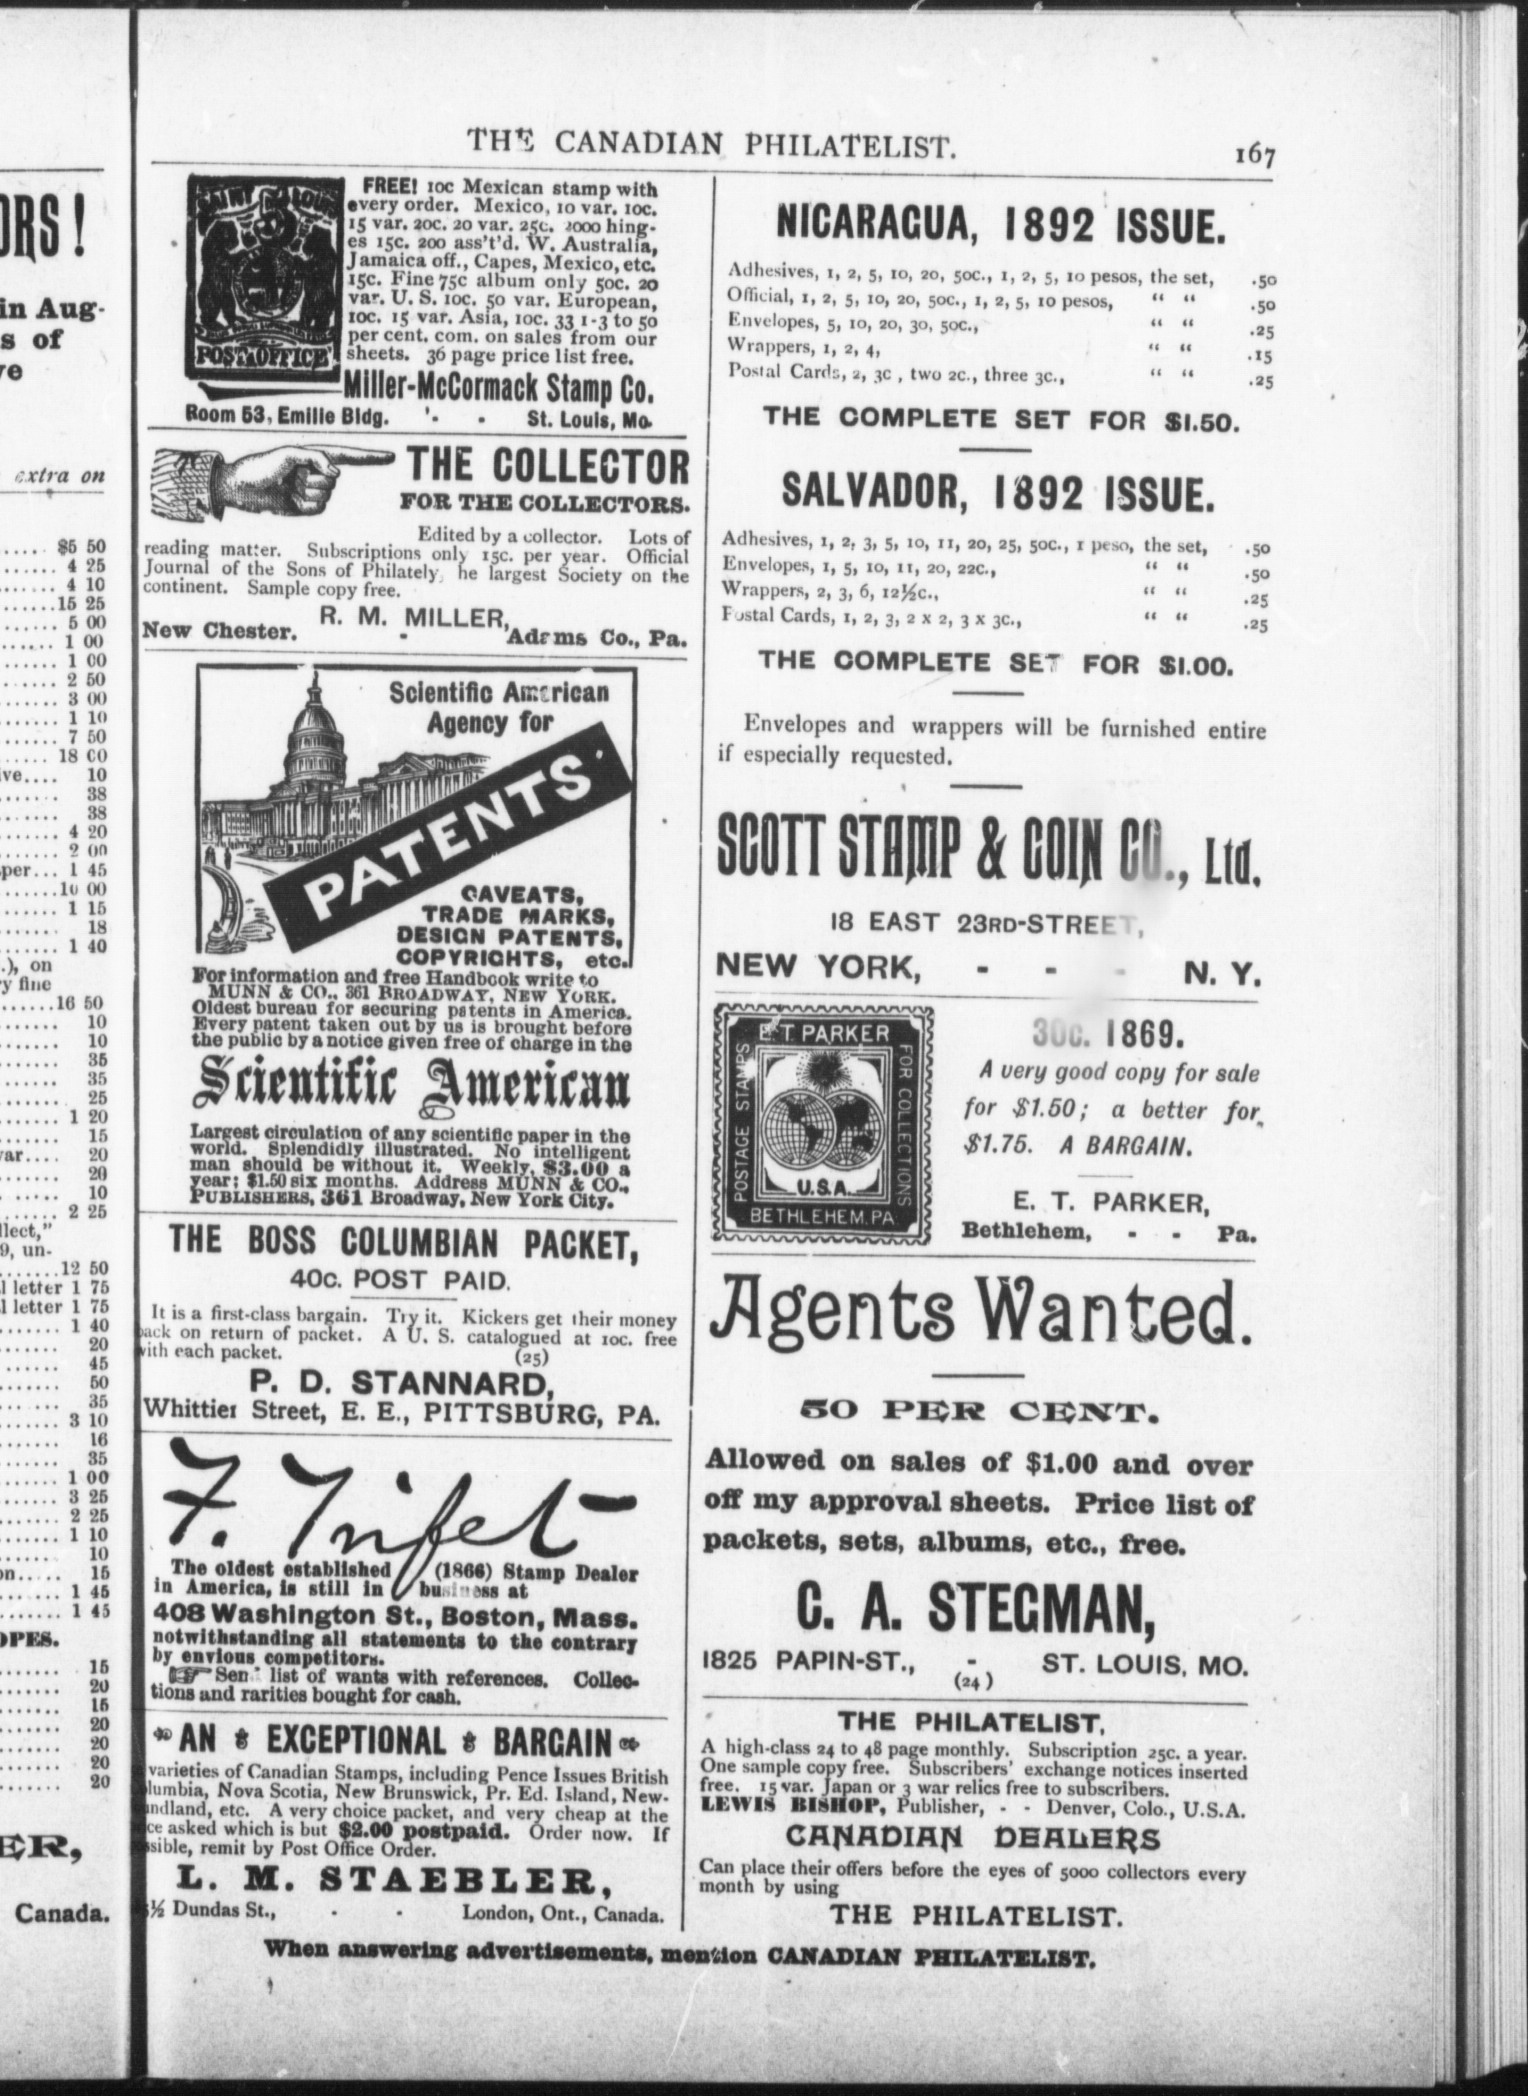 THE CANADIAN PHILATELIST.
167
SAINT LOUIS
POST OFFICE
FREE! 10c Mexican stamp with
every order. Mexico, 10 var. 10c.
15 var. 20c. 20 var. 25c. 2000 hing-
es 15c. 200 ass't'd. W. Australia,
Jamaica off., Capes, Mexico, etc.
15c. Fine 75c album only 50c. 20
var. U. S. 10c. 50 var. European,
10c. 15 var. Asia, 10c. 33 1-3 to 50
per cent. com. on sales from our
sheets. 36 page price list free.
Miller-McCormack Stamp Co.
Room 53, Emilie Bldg. - - St. Louis, Mo.
THE COLLECTOR
FOR THE COLLECTORS.
Edited by a collector. Lots of
reading matter. Subscriptions only 15c. per year. Official
Journal of the Sons of Philately, he largest Society on the
continent. Sample copy free.
R. M. MILLER,
New Chester. - Adams Co., Pa.
Scientific American
Agency for
PATENTS
CAVEATS,
TRADE MARKS,
DESIGN PATENTS,
COPYRIGHTS, etc.
For information and free Handbook write to
MUNN & CO., 361 BROADWAY, NEW YORK.
Oldest bureau for securing patents in America.
Every patent taken out by us is brought before
the public by a notice given free of charge in the
Scientific American
Largest circulation of any scientific paper in the
world. Splendidly illustrated. No intelligent
man should be without it. Weekly, $3.00 a
year; $1.50 six months. Address MUNN & CO.,
PUBLISHERS, 361 Broadway, New York City.
THE BOSS COLUMBIAN PACKET,
40c. POST PAID.
It is a first-class bargain. Try it. Kickers get their money
back on return of packet. A U. S. catalogued at 10c. free
with each packet. (25)
P. D. STANNARD,
Whittier Street, E. E., PITTSBURG, PA.
F. Trifet
The oldest established (1866) Stamp Dealer
in America, is still in business at
408 Washington St., Boston, Mass.
notwithstanding all statements to the contrary
by envious competitors.
Send list of wants with references. Collec-
tions and rarities bought for cash.
AN EXCEPTIONAL BARGAIN
varieties of Canadian Stamps, including Pence Issues British
lumbia, Nova Scotia, New Brunswick, Pr. Ed. Island, New-
ndland, etc. A very choice packet, and very cheap at the
ce asked which is but $2.00 postpaid. Order now. If
ssible, remit by Post Office Order.
L. M. STAEBLER,
½ Dundas St., - - London, Ont., Canada.
NICARAGUA, 1892 ISSUE.
Adhesives, 1, 2, 5, 10, 20, 50c., 1, 2, 5, 10 pesos, the set, .50
Official, 1, 2, 5, 10, 20, 50c., 1, 2, 5, 10 pesos, " " .50
Envelopes, 5, 10, 20, 30, 50c., " " .25
Wrappers, 1, 2, 4, " " .15
Postal Cards, 2, 3c , two 2c., three 3c., " " .25
THE COMPLETE SET FOR $1.50.
SALVADOR, 1892 ISSUE.
Adhesives, 1, 2, 3, 5, 10, 11, 20, 25, 50c., 1 peso, the set, .50
Envelopes, 1, 5, 10, 11, 20, 22c., " " .50
Wrappers, 2, 3, 6, 12½c., " " .25
Postal Cards, 1, 2, 3, 2 x 2, 3 x 3c., " " .25
THE COMPLETE SET FOR $1.00.
Envelopes and wrappers will be furnished entire
if especially requested.
SCOTT STAMP & COIN CO., Ltd.
18 EAST 23RD-STREET,
NEW YORK, - - - N. Y.
E. T. PARKER
POSTAGE STAMPS
FOR COLLECTIONS
U.S.A.
BETHLEHEM, PA
30c. 1869.
A very good copy for sale
for $1.50; a better for
$1.75. A BARGAIN.
E. T. PARKER,
Bethlehem, - - Pa.
Agents Wanted.
50 PER CENT.
Allowed on sales of $1.00 and over
off my approval sheets. Price list of
packets, sets, albums, etc., free.
C. A. STEGMAN,
1825 PAPIN-ST., - ST. LOUIS, MO.
(24)
THE PHILATELIST,
A high-class 24 to 48 page monthly. Subscription 25c. a year.
One sample copy free. Subscribers' exchange notices inserted
free. 15 var. Japan or 3 war relics free to subscribers.
LEWIS BISHOP, Publisher, - - Denver, Colo., U.S.A.
CANADIAN DEALERS
Can place their offers before the eyes of 5000 collectors every
month by using
THE PHILATELIST.
When answering advertisements, mention CANADIAN PHILATELIST.